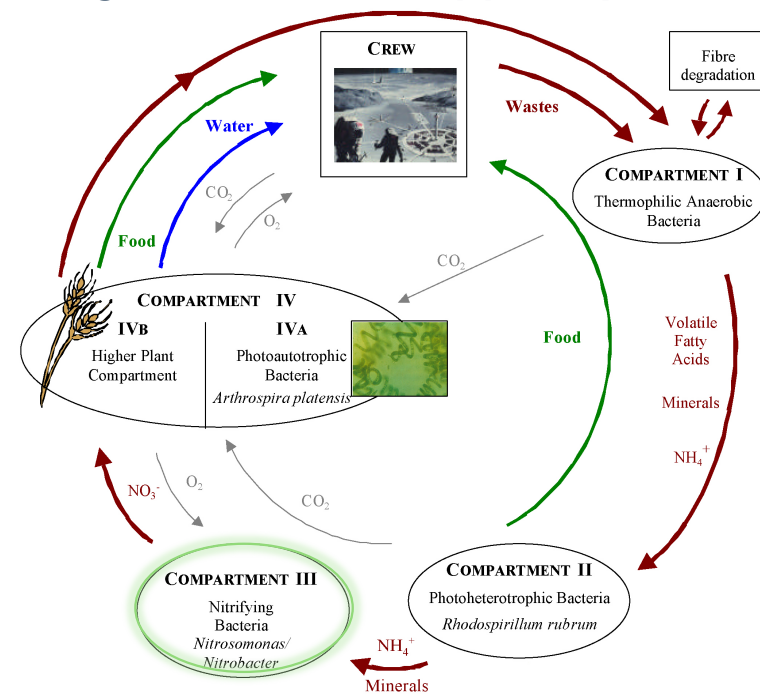 CREW
Fibre
degradation
Wastes
Water
CO2
O2
Food
COMPARTMENT I
Thermophilic Anaerobic
Bacteria
CO2
COMPARTMENT IV
IVB
Higher Plant
Compartment
IVA
Photoautotrophic
Bacteria
Arthrospira platensis
Food
Volatile
Fatty
Acids
Minerals
NH4+
NO3-
O2
CO2
COMPARTMENT III
Nitrifying
Bacteria
Nitrosomonas/
Nitrobacter
COMPARTMENT II
Photoheterotrophic Bacteria
Rhodospirillum rubrum
NH4+
Minerals